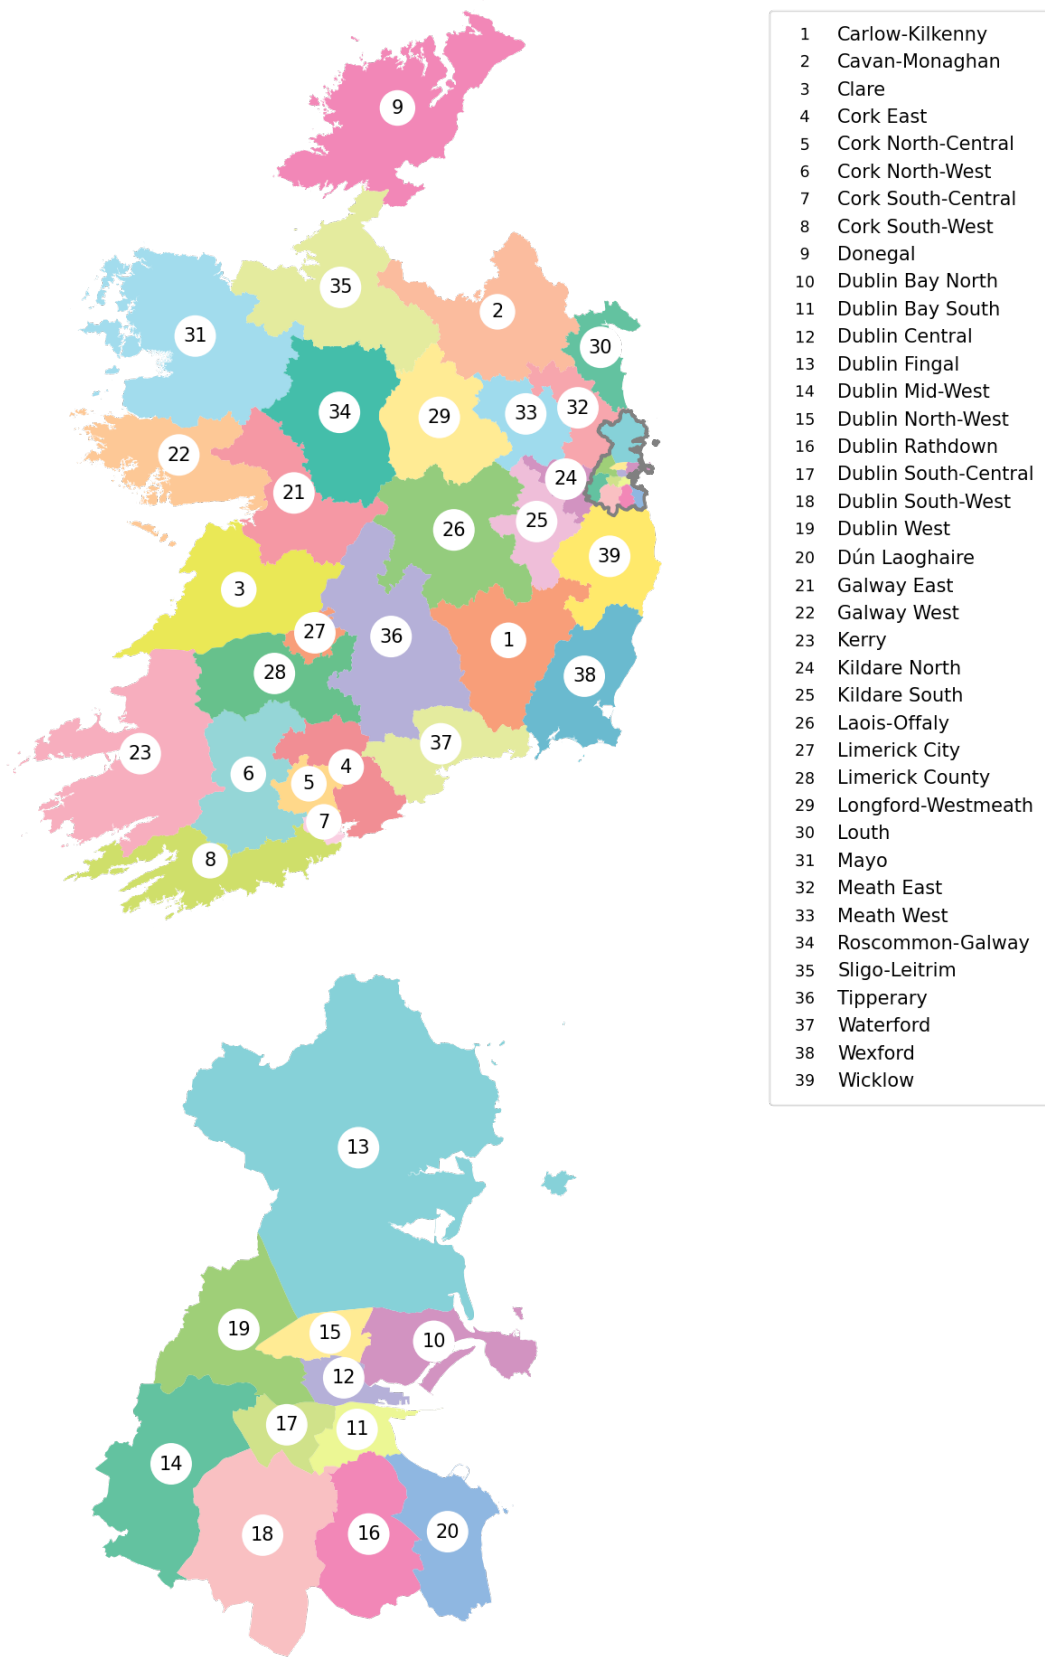 1 Carlow-Kilkenny
2 Cavan-Monaghan
3 Clare
4 Cork East
5 Cork North-Central
6 Cork North-West
7 Cork South-Central
8 Cork South-West
9 Donegal
10 Dublin Bay North
11 Dublin Bay South
12 Dublin Central
13 Dublin Fingal
14 Dublin Mid-West
15 Dublin North-West
16 Dublin Rathdown
17 Dublin South-Central
18 Dublin South-West
19 Dublin West
20 Dún Laoghaire
21 Galway East
22 Galway West
23 Kerry
24 Kildare North
25 Kildare South
26 Laois-Offaly
27 Limerick City
28 Limerick County
29 Longford-Westmeath
30 Louth
31 Mayo
32 Meath East
33 Meath West
34 Roscommon-Galway
35 Sligo-Leitrim
36 Tipperary
37 Waterford
38 Wexford
39 Wicklow
9
35
2
31
30
34
29
33
32
22
21
24
26
25
39
3
27
36
1
28
38
23
37
6
5
4
7
8
13
19
15
10
12
17
11
14
18
16
20